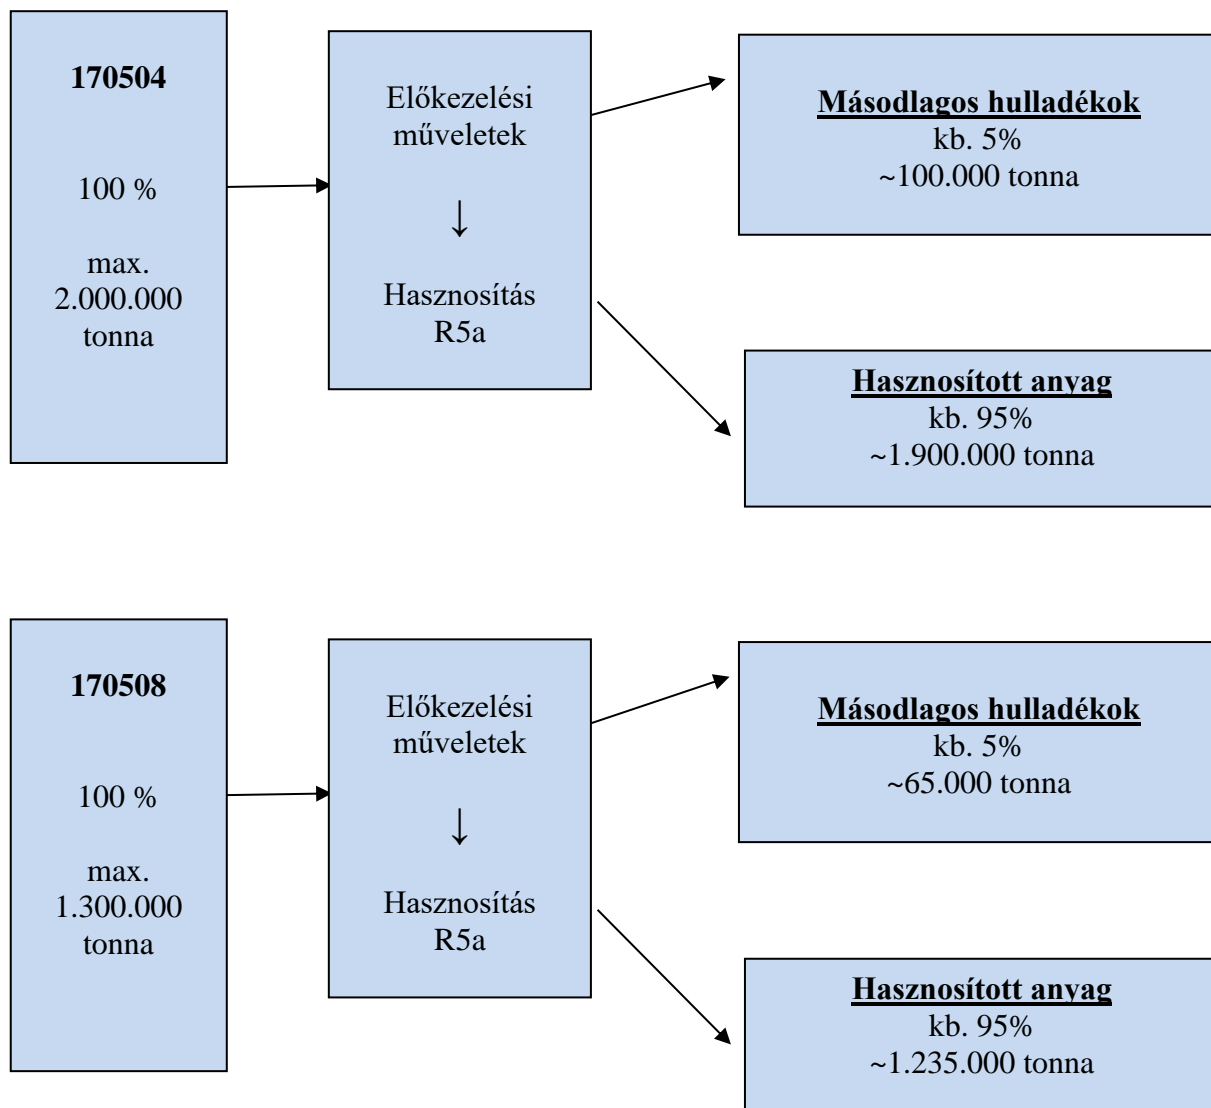 170504
100 %
max.
2.000.000
tonna
Előkezelési
műveletek
↓
Hasznosítás
R5a
Másodlagos hulladékok
kb. 5%
~100.000 tonna
Hasznosított anyag
kb. 95%
~1.900.000 tonna
170508
100 %
max.
1.300.000
tonna
Előkezelési
műveletek
↓
Hasznosítás
R5a
Másodlagos hulladékok
kb. 5%
~65.000 tonna
Hasznosított anyag
kb. 95%
~1.235.000 tonna